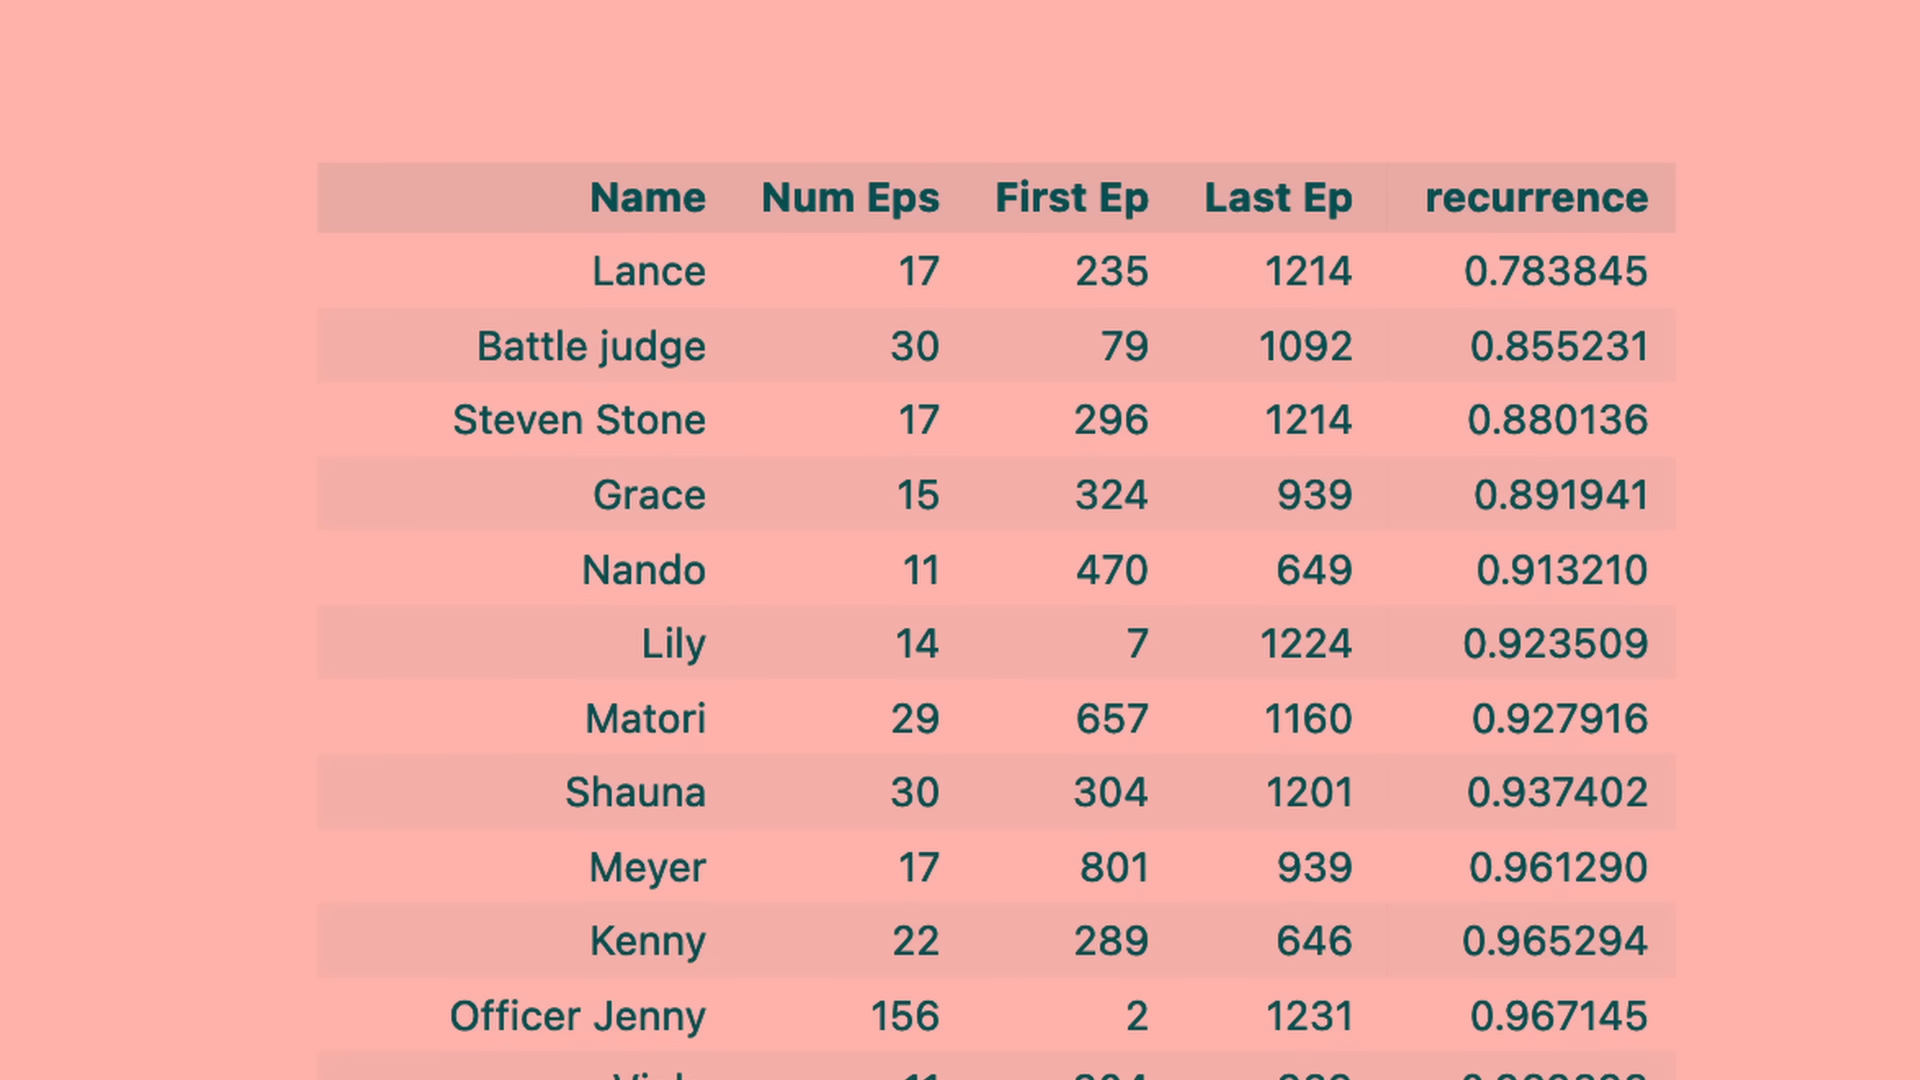 Name Num Eps First Ep Last Ep recurrence
Lance 17 235 1214 0.783845
Battle judge 30 79 1092 0.855231
Steven Stone 17 296 1214 0.880136
Grace 15 324 939 0.891941
Nando 11 470 649 0.913210
Lily 14 7 1224 0.923509
Matori 29 657 1160 0.927916
Shauna 30 304 1201 0.937402
Meyer 17 801 939 0.961290
Kenny 22 289 646 0.965294
Officer Jenny 156 2 1231 0.967145